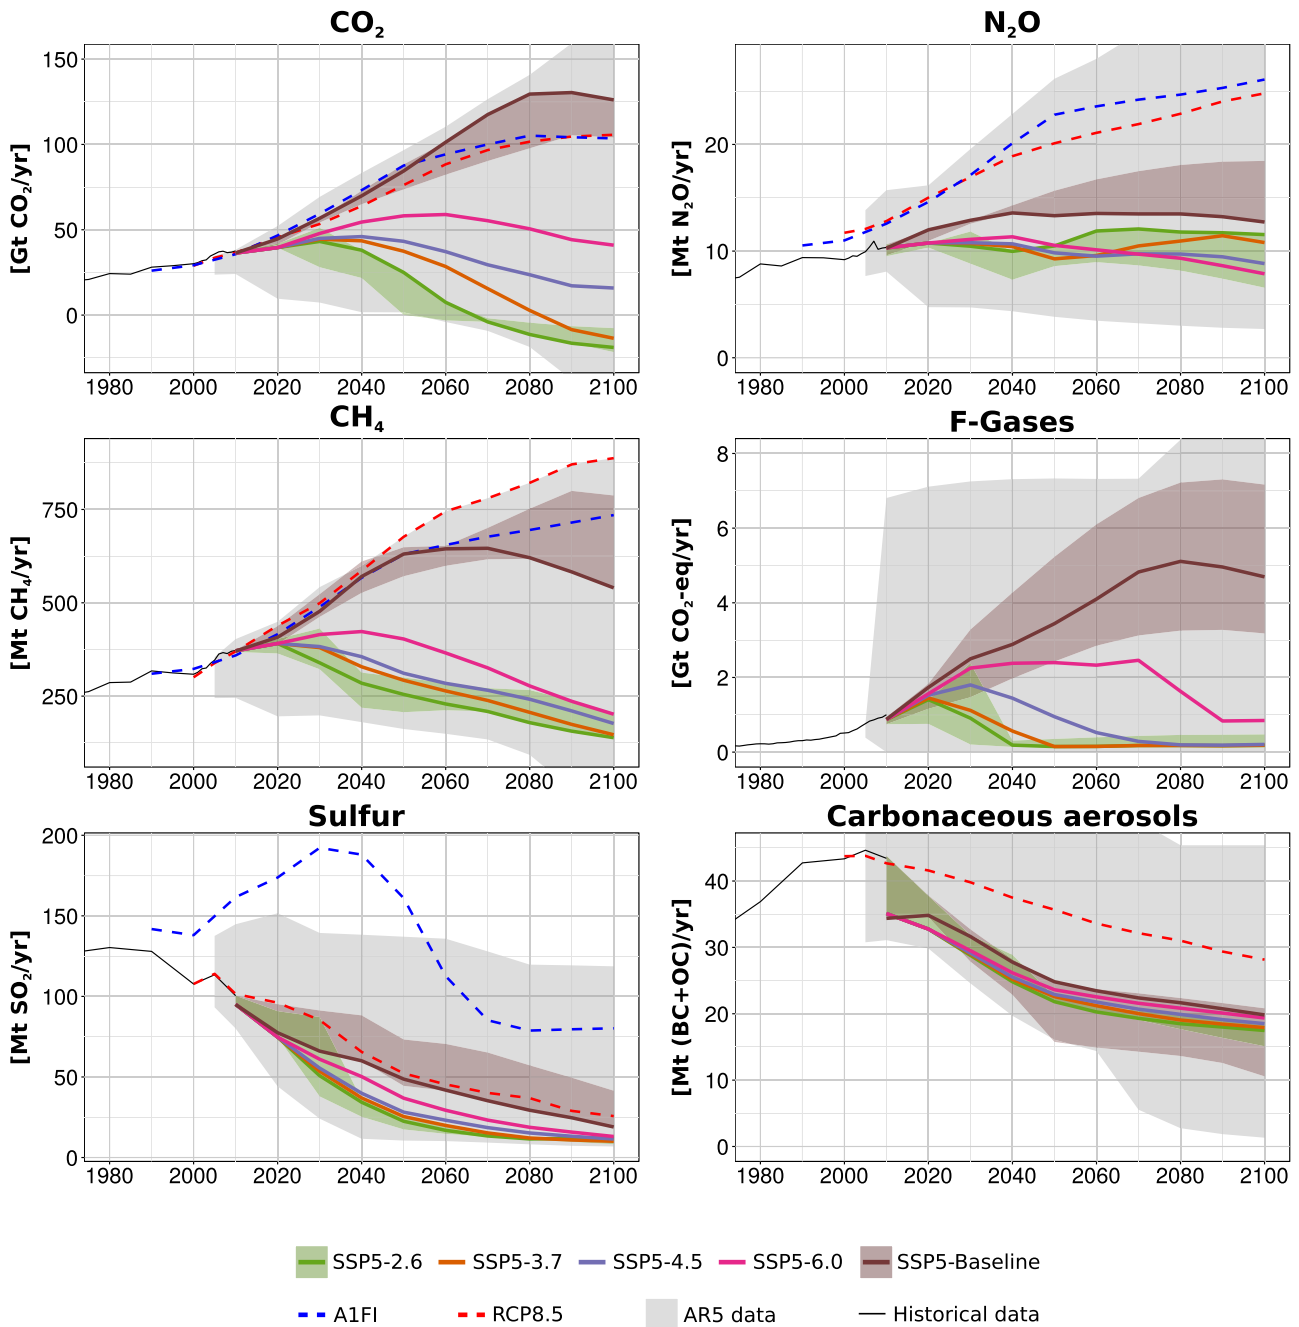 CO₂
N₂O
[Gt CO₂/yr]
150
100
50
0
1980 2000 2020 2040 2060 2080 2100
[Mt N₂O/yr]
20
10
0
1980 2000 2020 2040 2060 2080 2100
CH₄
F-Gases
[Mt CH₄/yr]
750
500
250
1980 2000 2020 2040 2060 2080 2100
[Gt CO₂-eq/yr]
8
6
4
2
0
1980 2000 2020 2040 2060 2080 2100
Sulfur
Carbonaceous aerosols
[Mt SO₂/yr]
200
150
100
50
0
1980 2000 2020 2040 2060 2080 2100
[Mt (BC+OC)/yr]
40
30
20
10
0
1980 2000 2020 2040 2060 2080 2100
SSP5-2.6 SSP5-3.7 SSP5-4.5 SSP5-6.0 SSP5-Baseline
A1FI RCP8.5 AR5 data Historical data